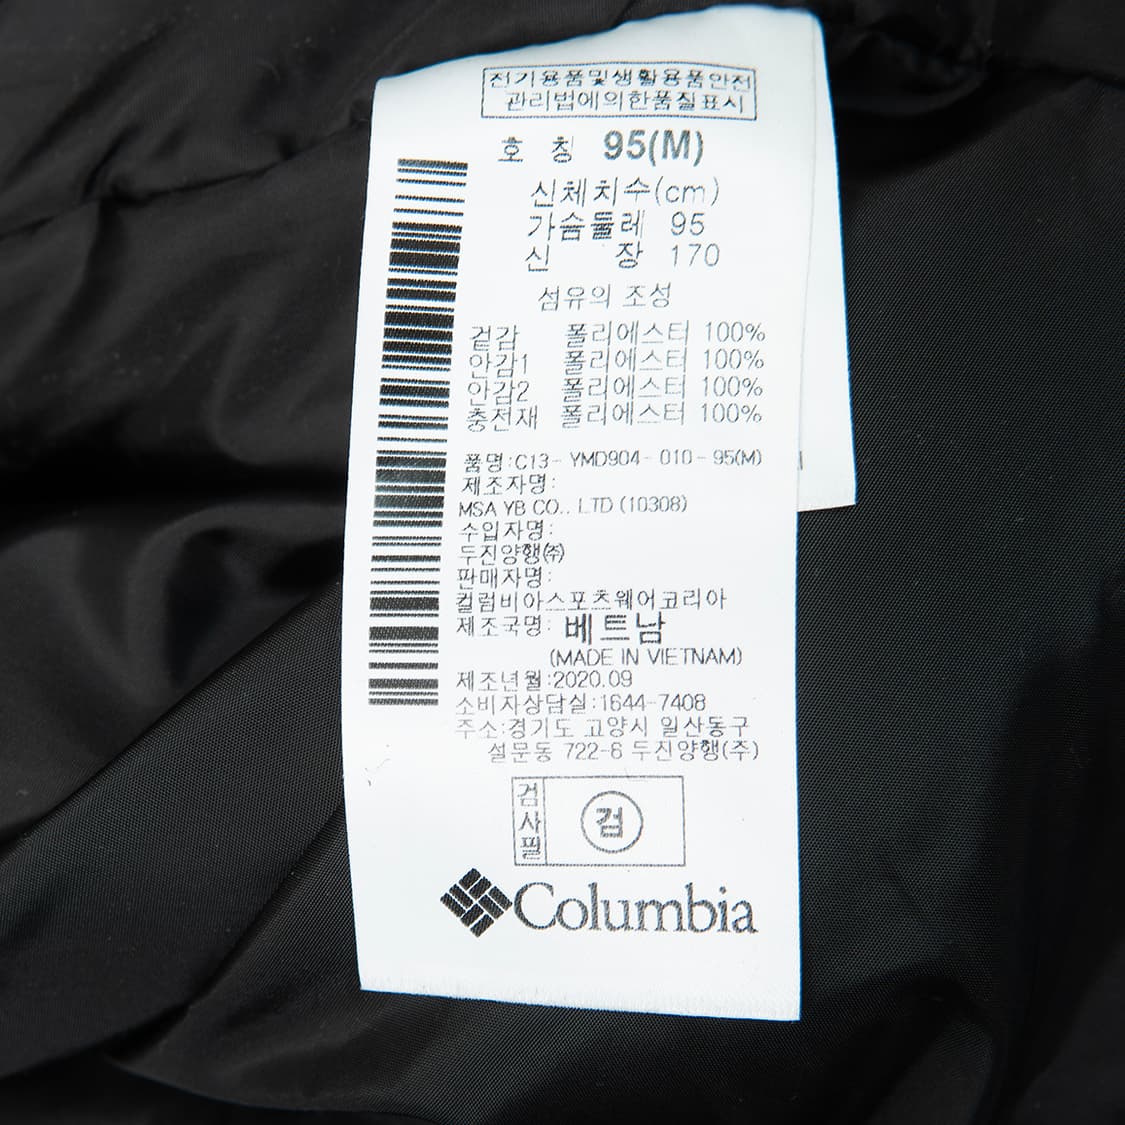 전기용품및생활용품안전
관리법에의한품질표시
호 칭 95(M)
신체치수(cm)
가슴둘레 95
신 장 170
섬유의 조성
겉감 폴리에스터 100%
안감1 폴리에스터 100%
안감2 폴리에스터 100%
충전재 폴리에스터 100%
품명:C13- YMD904-010-95(M)
제조자명:
MSA YB CO., LTD (10308)
수입자명:
두진양행㈜
판매자명:
컬럼비아스포츠웨어코리아
제조국명: 베트남
(MADE IN VIETNAM)
제조년월:2020.09
소비자상담실:1644-7408
주소:경기도 고양시 일산동구
설문동 722-6 두진양행(주)
검사필
검
Columbia